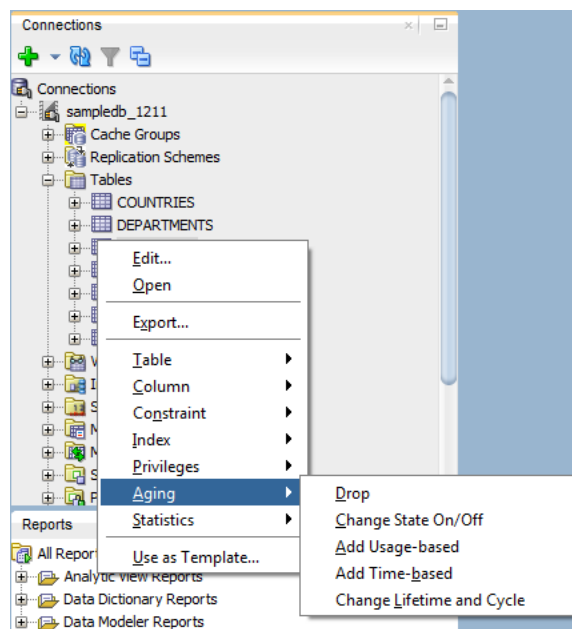 Connections
Connections
sampledb_1211
Cache Groups
Replication Schemes
Tables
COUNTRIES
DEPARTMENTS
Edit...
Open
Export...
Table
Column
Constraint
Index
Privileges
Aging
Statistics
Use as Template...
Drop
Change State On/Off
Add Usage-based
Add Time-based
Change Lifetime and Cycle
Reports
All Repor
Analytic View Reports
Data Dictionary Reports
Data Modeler Reports